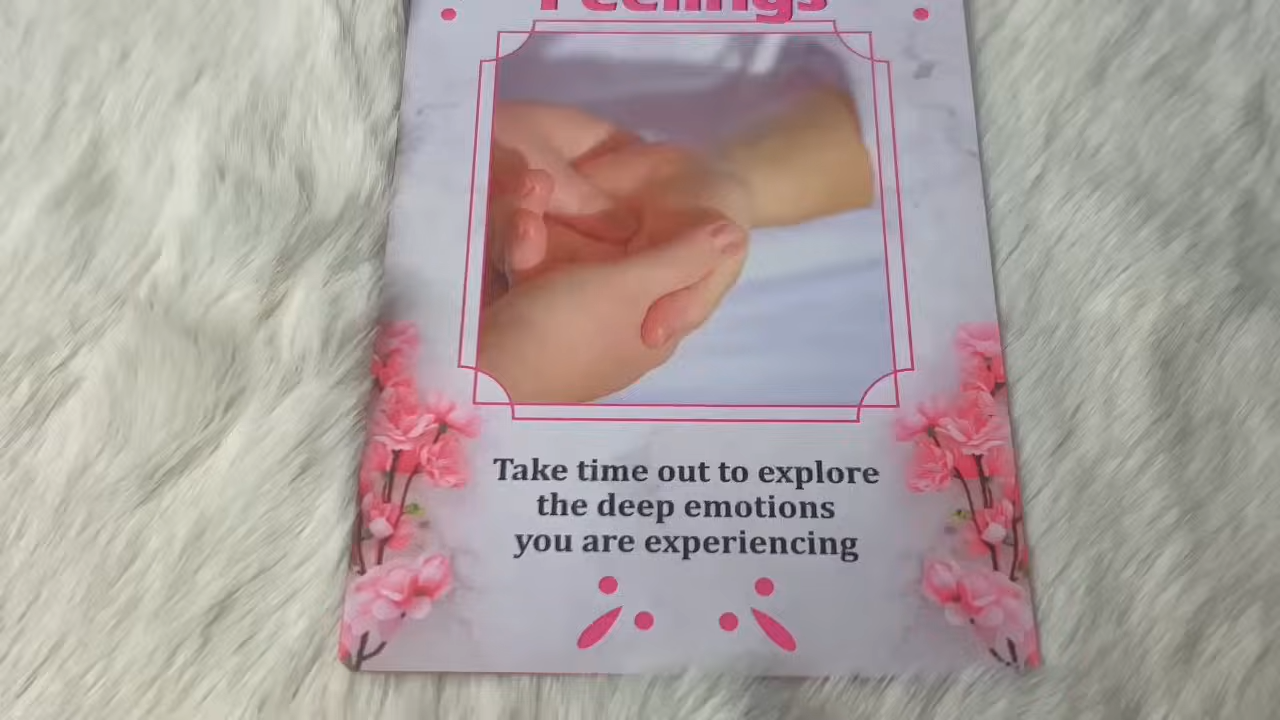 Feelings
Take time out to explore
the deep emotions
you are experiencing